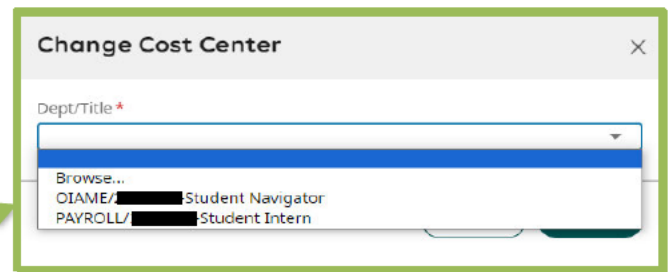 Change Cost Center
Dept/Title *
Browse...
OIAME/ -Student Navigator
PAYROLL/ -Student Intern